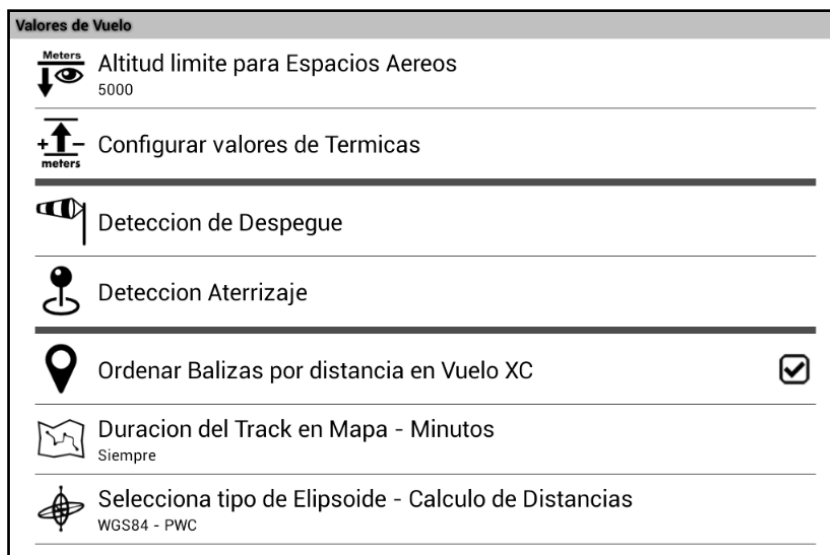 Valores de Vuelo
Meters
Altitud limite para Espacios Aereos
5000
Configurar valores de Termicas
meters
Deteccion de Despegue
Deteccion Aterrizaje
Ordenar Balizas por distancia en Vuelo XC
Duracion del Track en Mapa - Minutos
Siempre
Selecciona tipo de Elipsoide - Calculo de Distancias
WGS84 - PWC